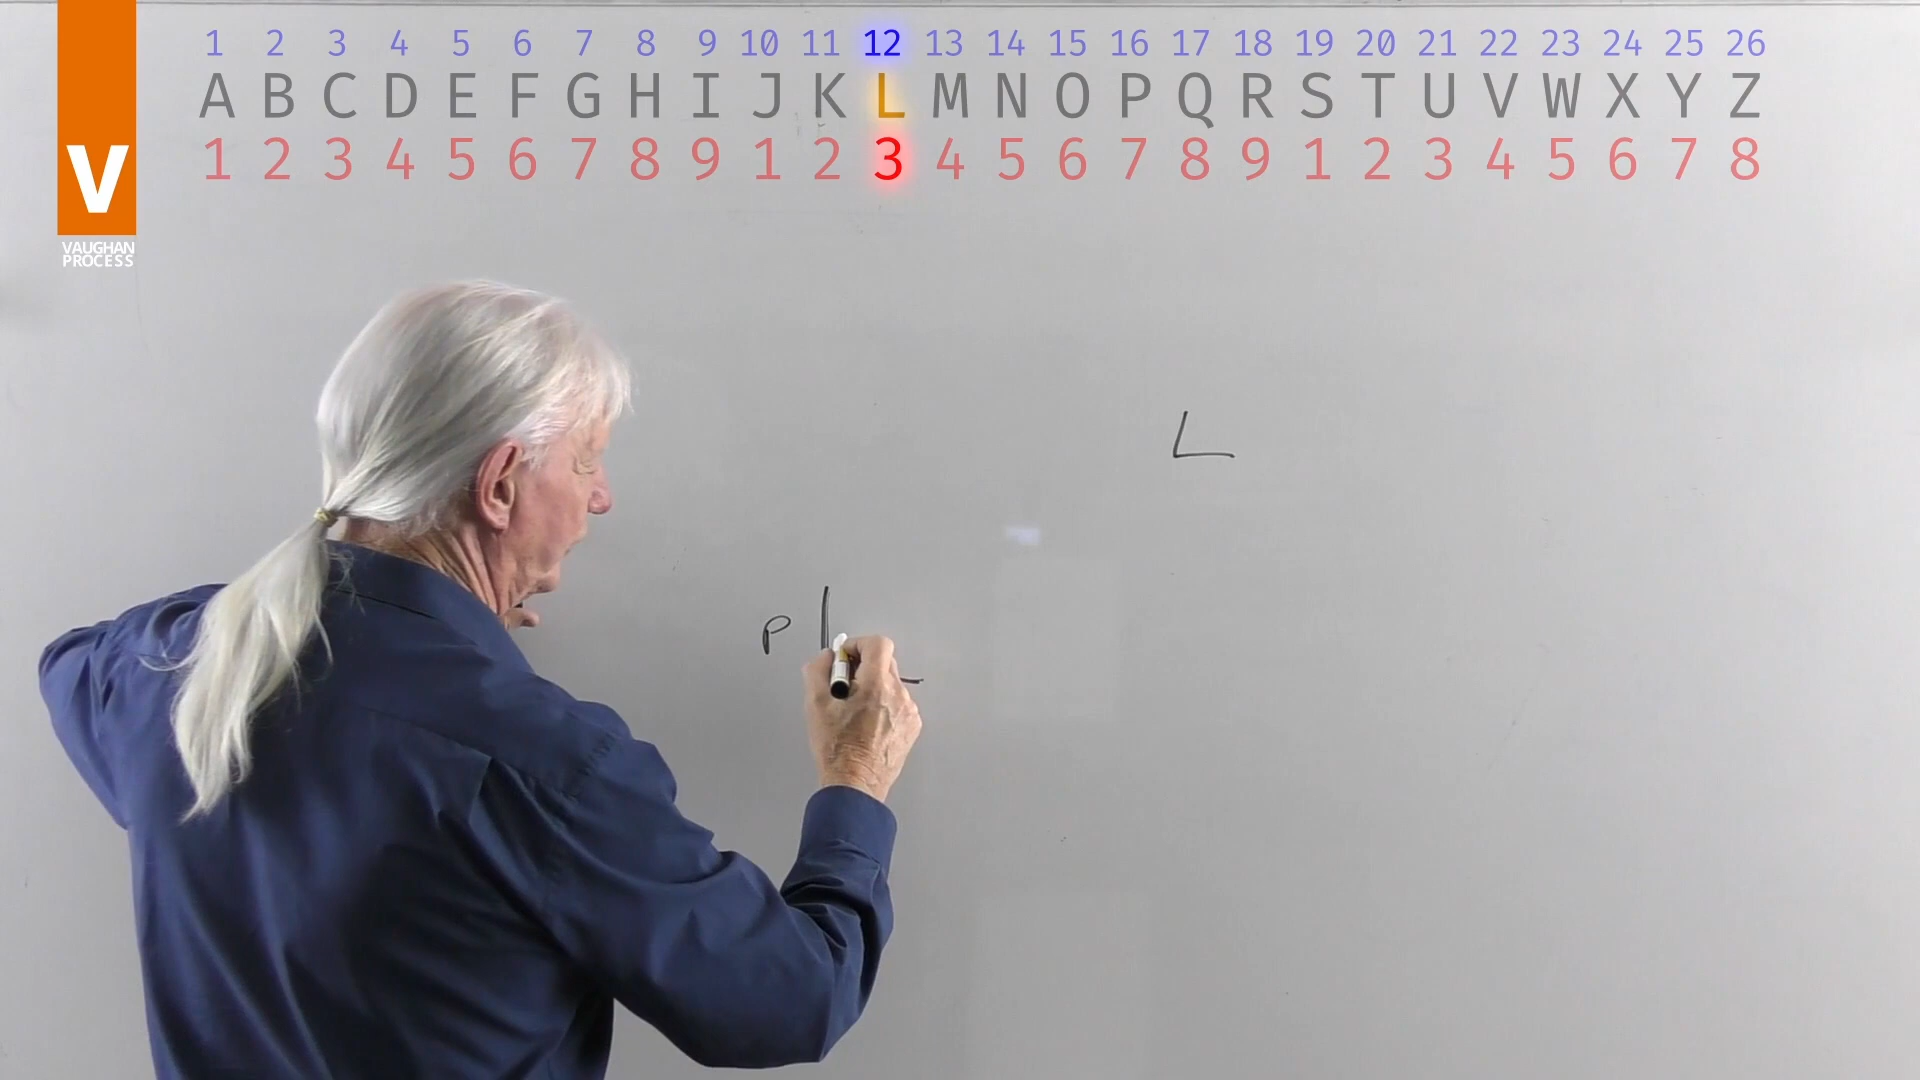 1 2 3 4 5 6 7 8 9 10 11 12 13 14 15 16 17 18 19 20 21 22 23 24 25 26
A B C D E F G H I J K L M N O P Q R S T U V W X Y Z
1 2 3 4 5 6 7 8 9 1 2 3 4 5 6 7 8 9 1 2 3 4 5 6 7 8
V
VAUGHAN
PROCESS
L
P